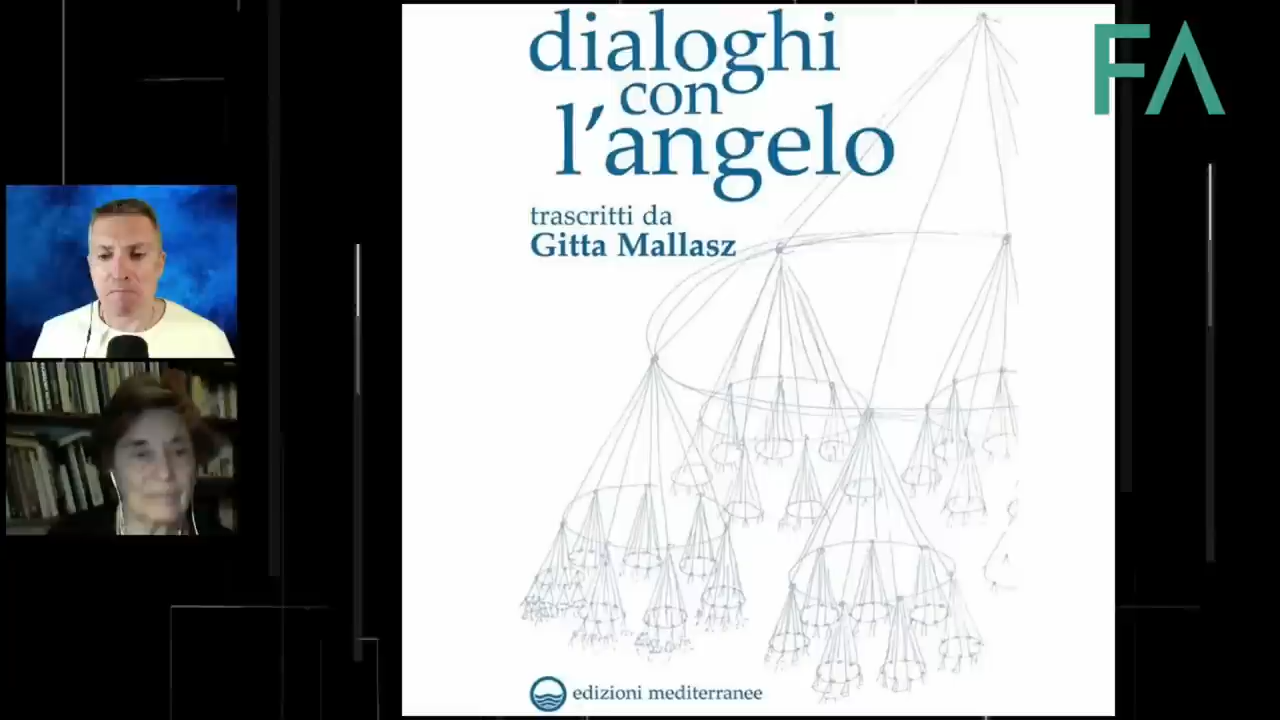 dialoghi
con
l'angelo
trascritti da
Gitta Mallasz
edizioni mediterranee
FA